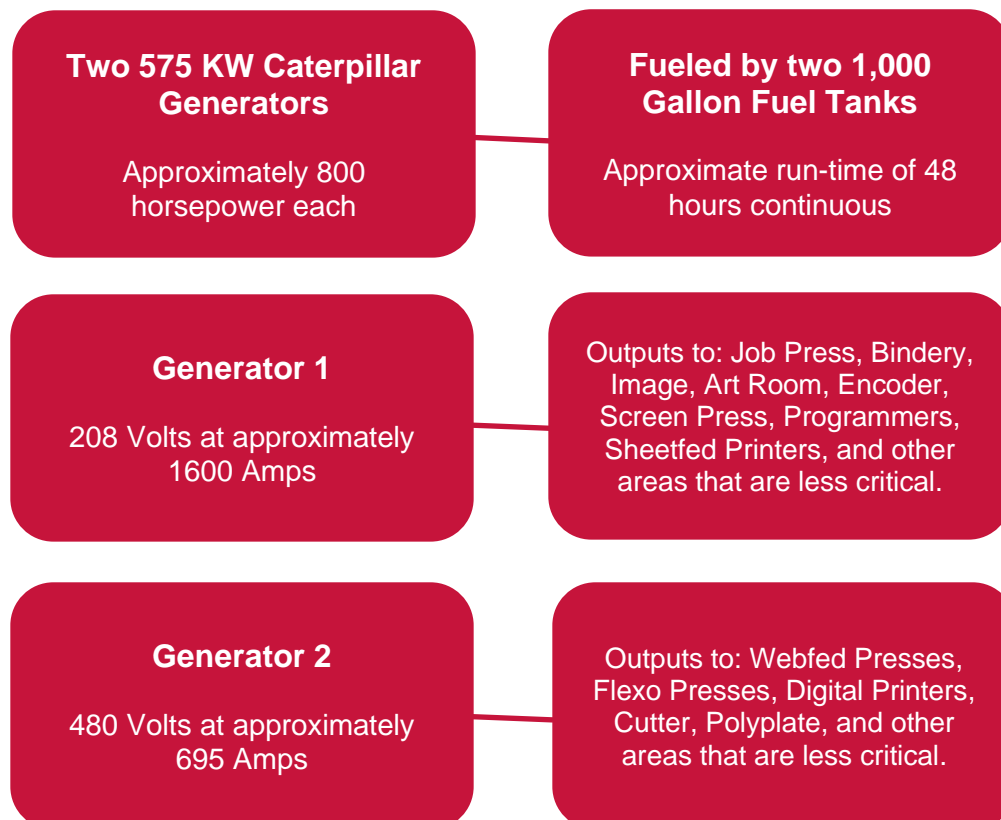 Two 575 KW Caterpillar
Generators
Approximately 800
horsepower each
Fueled by two 1,000
Gallon Fuel Tanks
Approximate run-time of 48
hours continuous
Generator 1
208 Volts at approximately
1600 Amps
Outputs to: Job Press, Bindery,
Image, Art Room, Encoder,
Screen Press, Programmers,
Sheetfed Printers, and other
areas that are less critical.
Generator 2
480 Volts at approximately
695 Amps
Outputs to: Webfed Presses,
Flexo Presses, Digital Printers,
Cutter, Polyplate, and other
areas that are less critical.